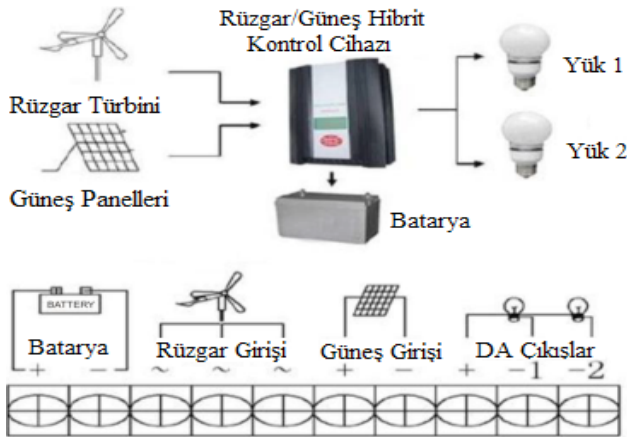 Rüzgar/Güneş Hibrit
Kontrol Cihazı
Rüzgar Türbini
Yük 1
Yük 2
Güneş Panelleri
Batarya
BATTERY
Batarya
Rüzgar Girişi
Güneş Girişi
DA Çıkışlar
+ − ~ ~ ~ + − + −1 −2